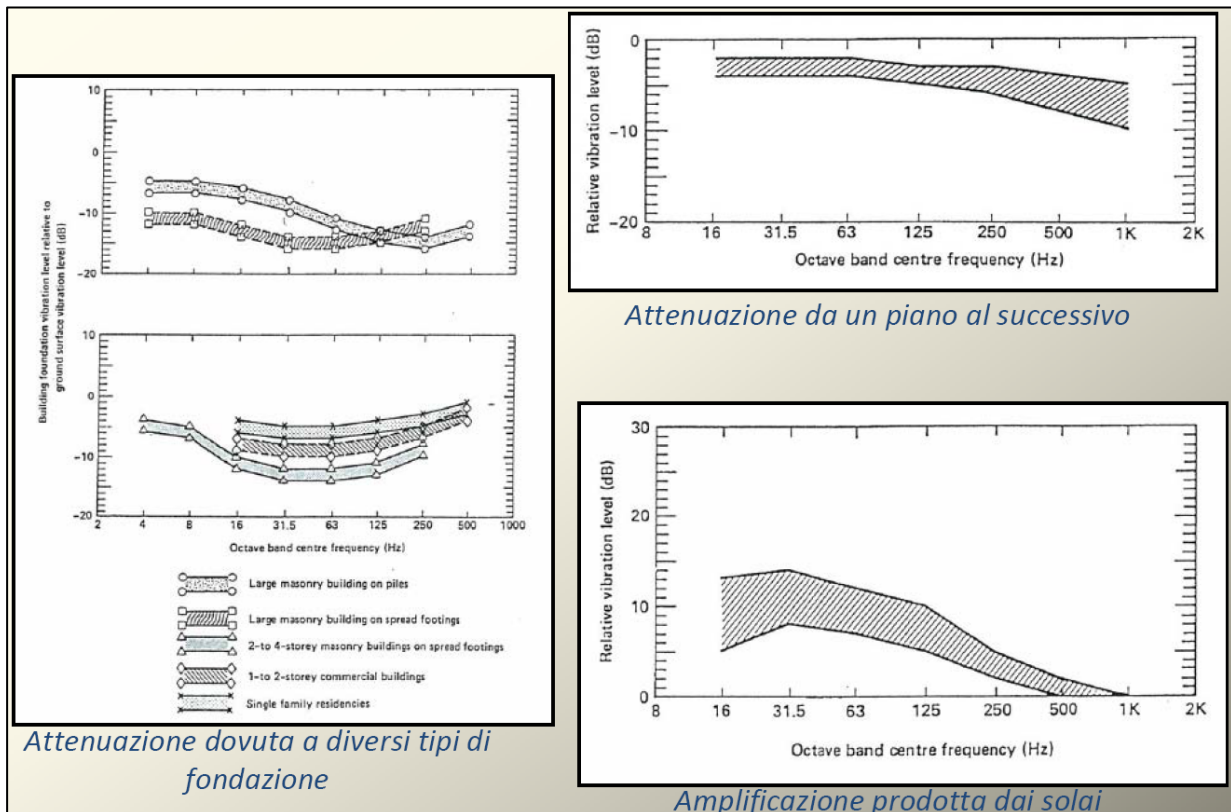 Building foundation vibration level relative to
ground surface vibration level (dB)
10
0
-10
-20
10
0
-10
-20
2 4 8 16 31.5 63 125 250 500 1000
Octave band centre frequency (Hz)
Large masonry building on piles
Large masonry building on spread footings
2-to 4-storey masonry buildings on spread footings
1-to 2-storey commercial buildings
Single family residencies
Attenuazione dovuta a diversi tipi di
fondazione
Relative vibration level (dB)
0
-10
-20
8 16 31.5 63 125 250 500 1K 2K
Octave band centre frequency (Hz)
Attenuazione da un piano al successivo
Relative vibration level (dB)
30
20
10
0
8 16 31.5 63 125 250 500 1K 2K
Octave band centre frequency (Hz)
Amplificazione prodotta dai solai